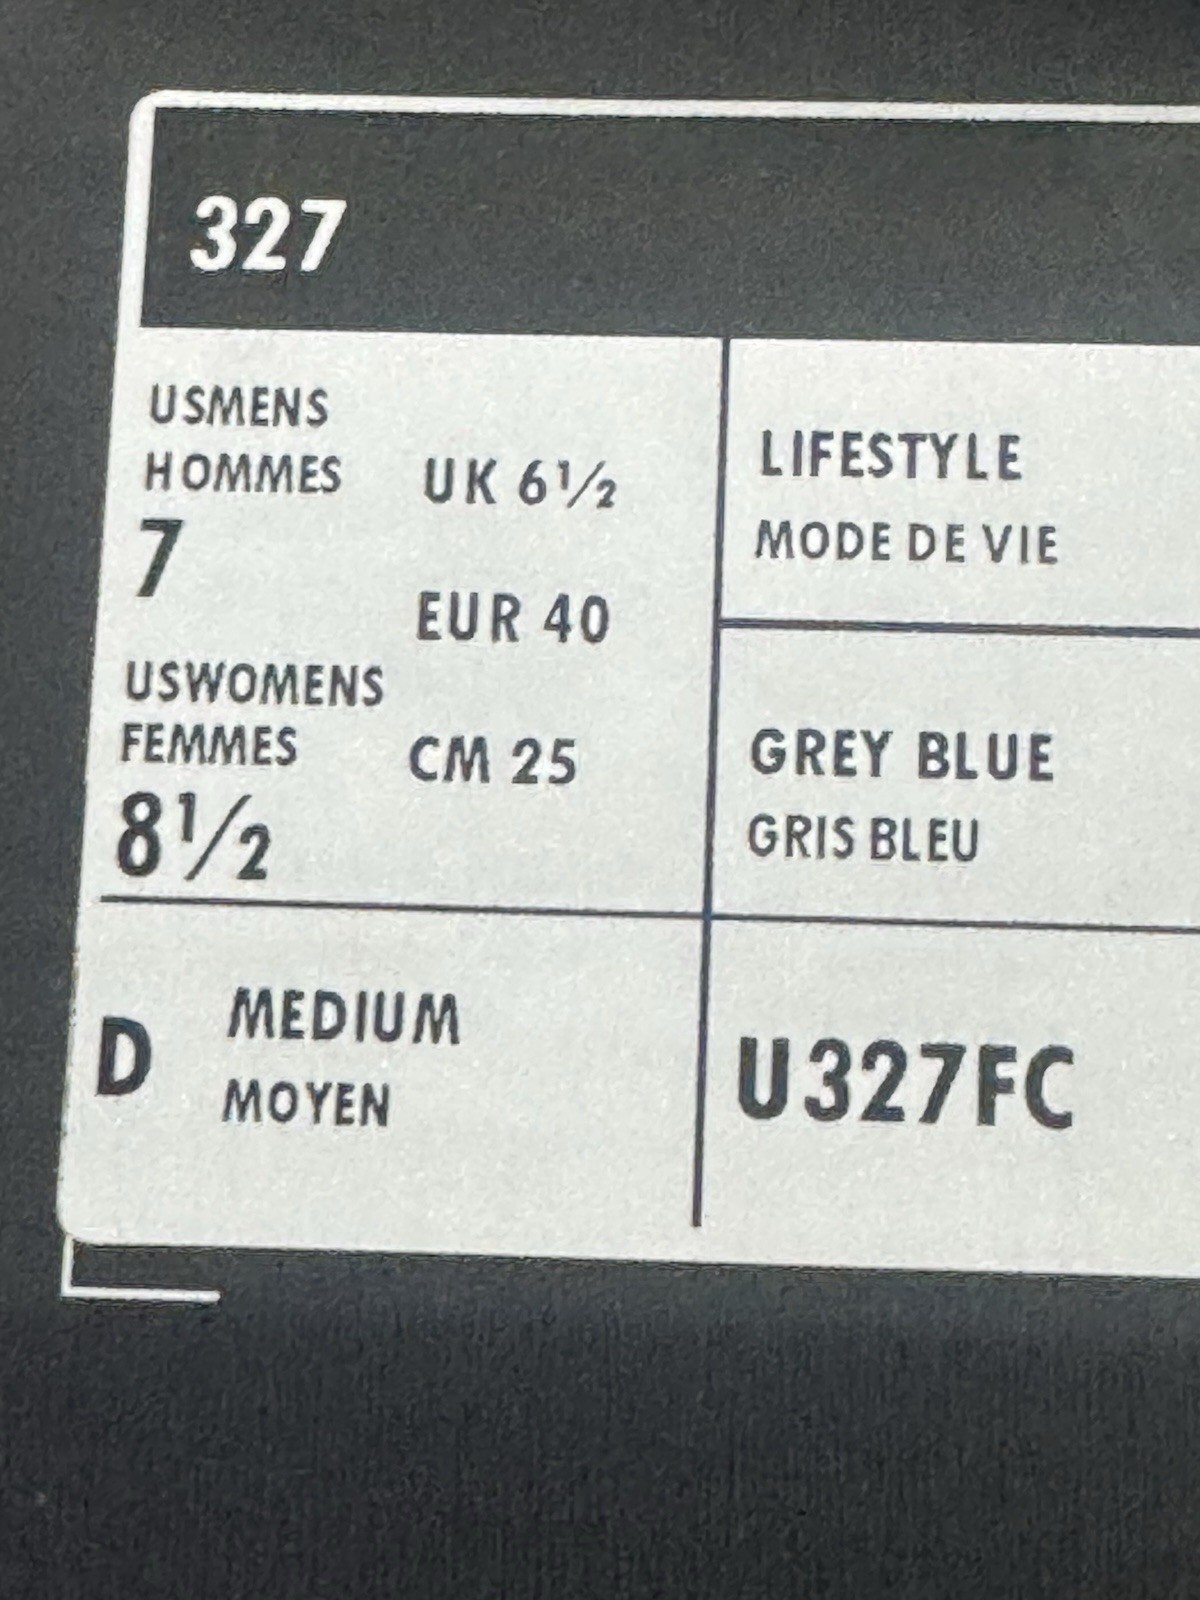 327
USMENS
HOMMES
7
UK 6½
EUR 40
CM 25
USWOMENS
FEMMES
8½
LIFESTYLE
MODE DE VIE
GREY BLUE
GRIS BLEU
D
MEDIUM
MOYEN
U327FC